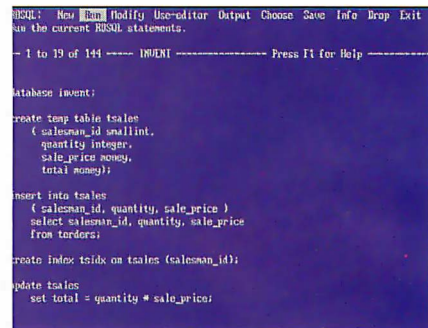 RDSQL: New Run Modify Use-editor Output Choose Save Info Drop Exit
Run the current RDSQL statements.
-- 1 to 19 of 144 ----- INVENT ---------------- Press F1 for Help ------
database invent;
create temp table tsales
( salesman_id smallint,
quantity integer,
sale_price money,
total money);
insert into tsales
( salesman_id, quantity, sale_price )
select salesman_id, quantity, sale_price
from torders;
create index tsidx on tsales (salesman_id);
update tsales
set total = quantity * sale_price;